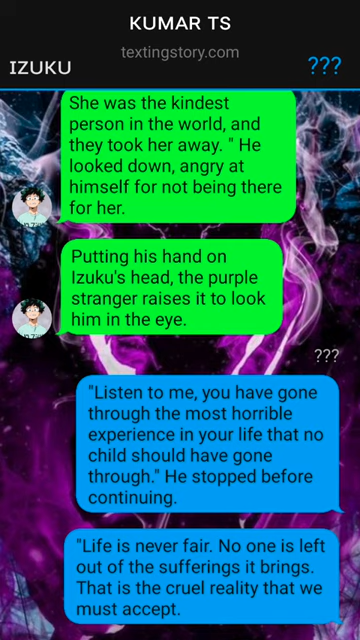 KUMAR TS
textingstory.com
IZUKU
???
She was the kindest
person in the world, and
they took her away. " He
looked down, angry at
himself for not being there
for her.
Putting his hand on
Izuku's head, the purple
stranger raises it to look
him in the eye.
???
"Listen to me, you have gone
through the most horrible
experience in your life that no
child should have gone
through." He stopped before
continuing.
"Life is never fair. No one is left
out of the sufferings it brings.
That is the cruel reality that we
must accept.